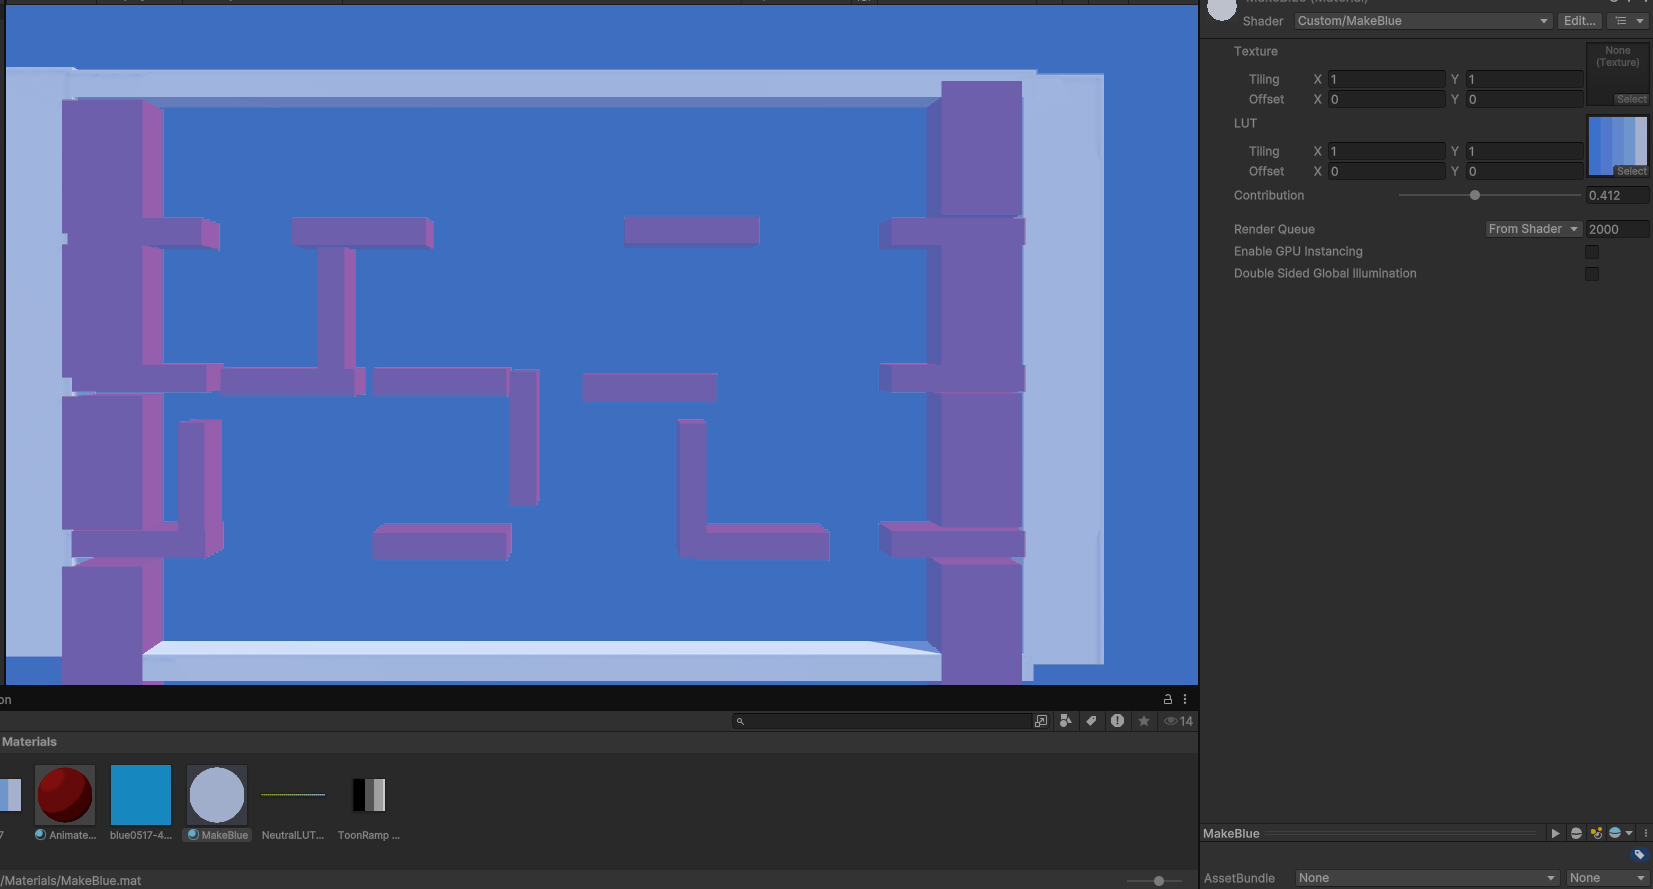 Shader Custom/MakeBlue Edit...
Texture
None
(Texture)
Tiling X 1 Y 1
Offset X 0 Y 0
Select
LUT
Tiling X 1 Y 1
Offset X 0 Y 0
Select
Contribution 0.412
Render Queue From Shader 2000
Enable GPU Instancing
Double Sided Global Illumination
on
14
Materials
7 Animate... blue0517-4... MakeBlue NeutralLUT... ToonRamp ...
/Materials/MakeBlue.mat
MakeBlue
AssetBundle None None